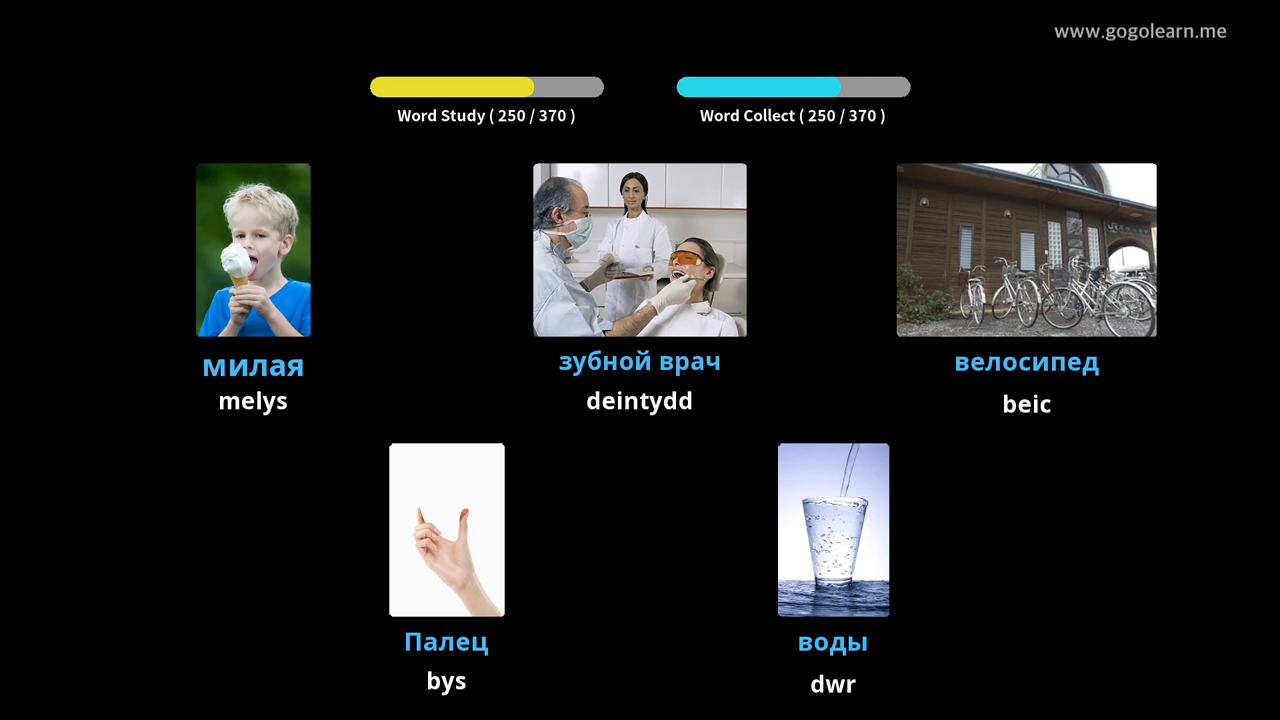 www.gogolearn.me
Word Study ( 250 / 370 )
Word Collect ( 250 / 370 )
милая
melys
зубной врач
deintydd
велосипед
beic
Палец
bys
воды
dwr